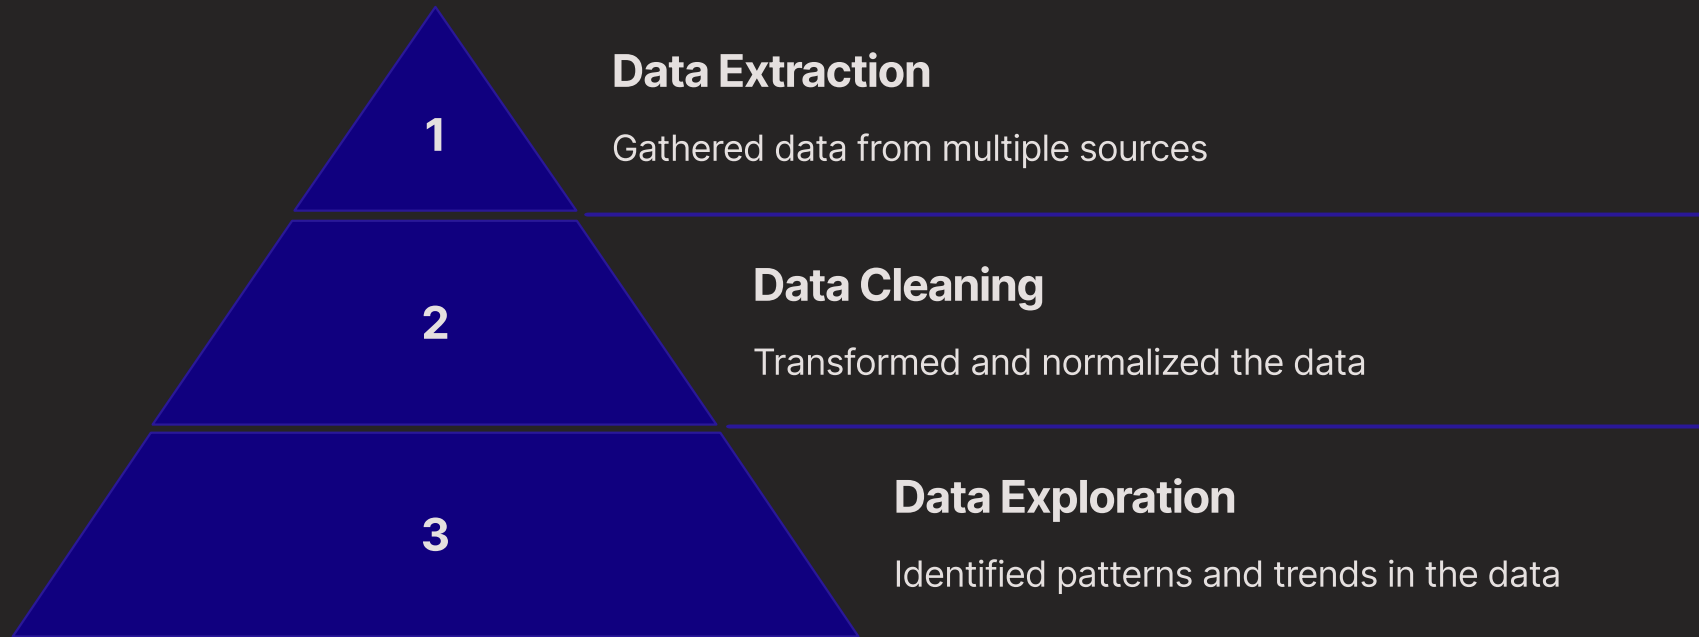 1
Data Extraction
Gathered data from multiple sources
2
Data Cleaning
Transformed and normalized the data
3
Data Exploration
Identified patterns and trends in the data